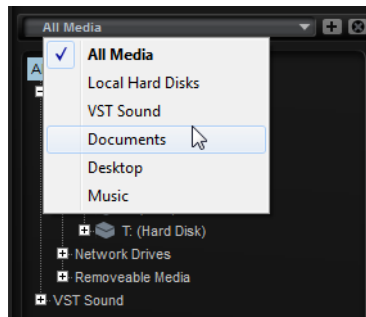 All Media
All Media
Local Hard Disks
VST Sound
Documents
Desktop
Music
T: (Hard Disk)
Network Drives
Removeable Media
VST Sound